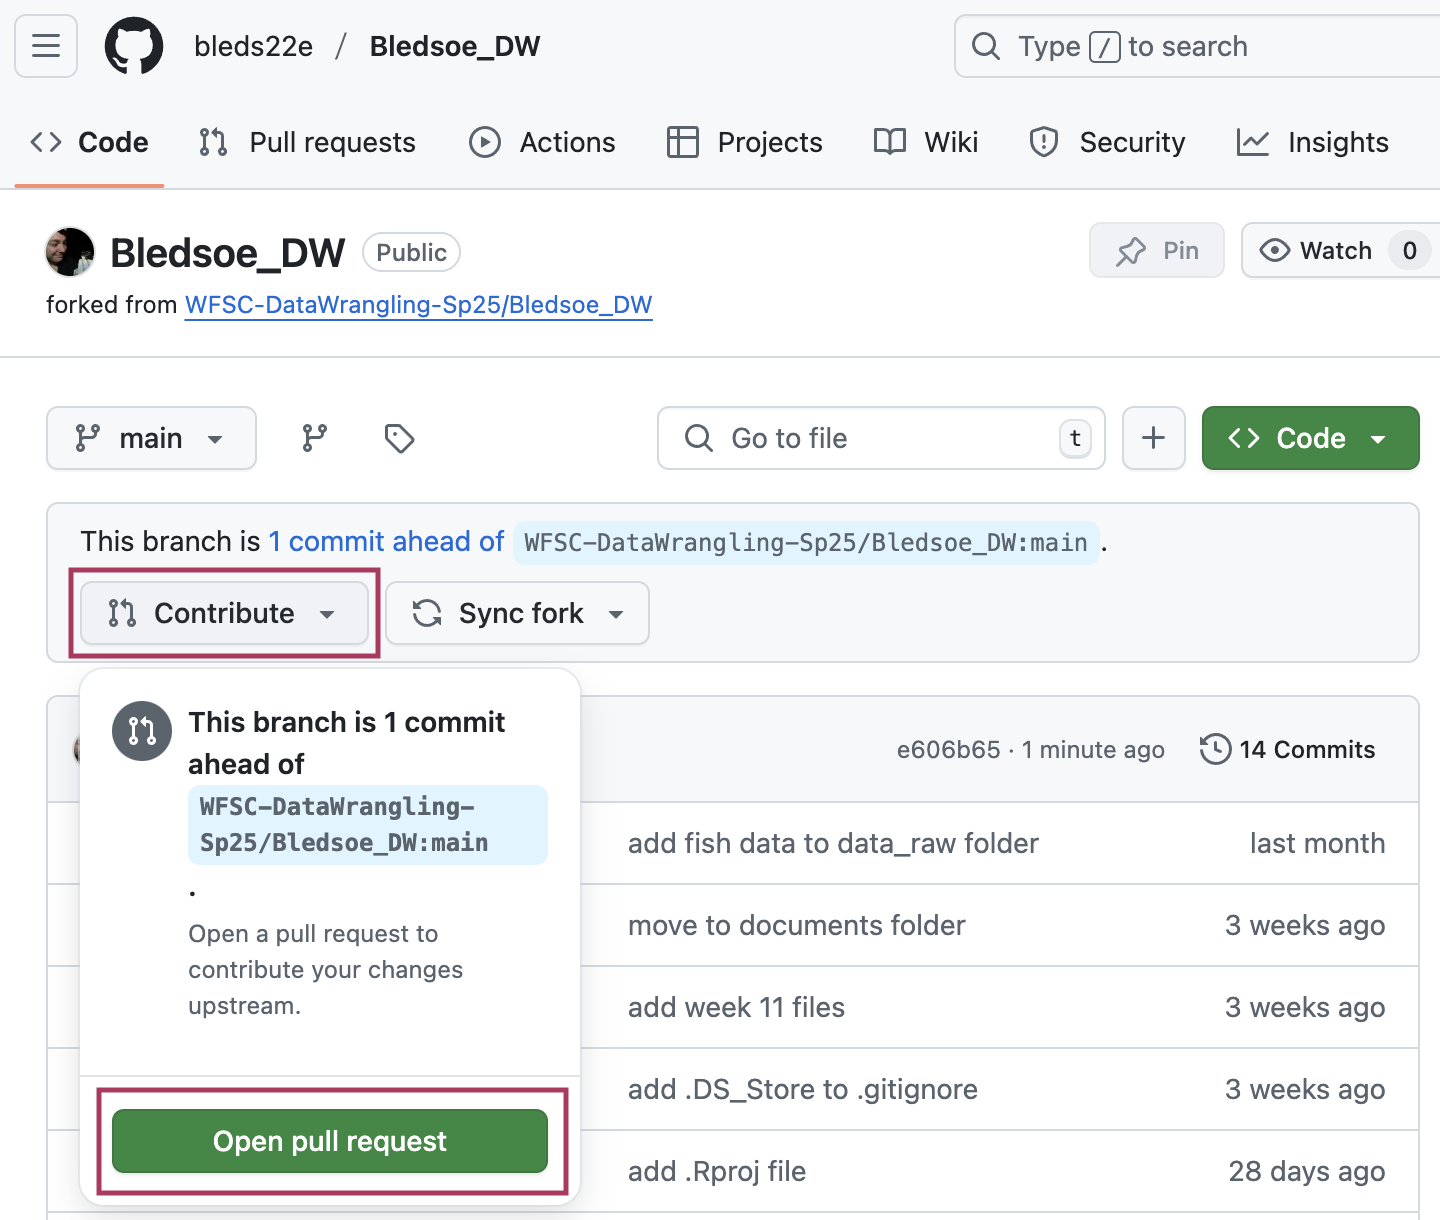 bleds22e / Bledsoe_DW
Type / to search
Code Pull requests Actions Projects Wiki Security Insights
Bledsoe_DW Public
Pin Watch 0
forked from WFSC-DataWrangling-Sp25/Bledsoe_DW
main Go to file t + Code
This branch is 1 commit ahead of WFSC-DataWrangling-Sp25/Bledsoe_DW:main .
Contribute Sync fork
This branch is 1 commit
ahead of
WFSC-DataWrangling-
Sp25/Bledsoe_DW:main
.
Open a pull request to
contribute your changes
upstream.
Open pull request
e606b65 · 1 minute ago 14 Commits
add fish data to data_raw folder last month
move to documents folder 3 weeks ago
add week 11 files 3 weeks ago
add .DS_Store to .gitignore 3 weeks ago
add .Rproj file 28 days ago